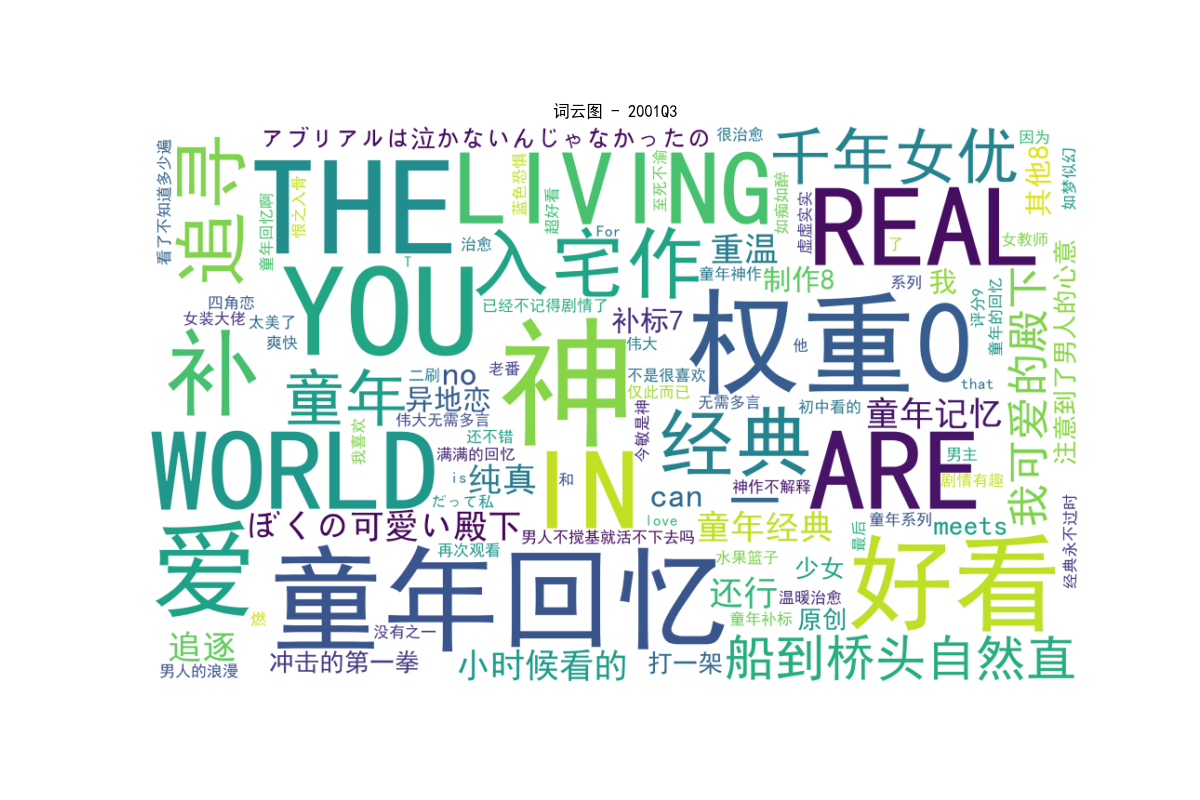 词云图 - 2001Q3
アブリアルは泣かないんじゃなかったの
很治愈
千年女优
因为
看了不知道多少遍
追寻
THE
LIVING
蓝色恐惧
超好看
至死不渝
如痴如醉
虚虚实实
REAL
其他8
如梦似幻
童年回忆啊
恨之入骨
治愈
For
入宅作
重温
女教师
T
YOU
童年神作
制作8
了
系列
我
我可爱的殿下
注意到了男人的心意
四角恋
女装大佬
太美了
爽快
已经不记得剧情了
补标7
伟大
权重0
他
评分9
童年的回忆
补
神
老番
童年
二刷
no
异地恋
不是很喜欢
仅此而已
that
伟大无需多言
无需多言
初中看的
童年记忆
今敏是神
经典
我喜欢
还不错
满满的回忆
WORLD
is
纯真
和
IN
ARE
男主
剧情有趣
神作不解释
だって私
can
一
love
ぼくの可愛い殿下
男人不搅基就活不下去吗
童年经典
最后
童年系列
meets
经典永不过时
爱
再次观看
童年回忆
水果篮子
少女
好看
还行
温暖治愈
燃
没有之一
童年补标
原创
追逐
男人的浪漫
冲击的第一拳
小时候看的
打一架
船到桥头自然直